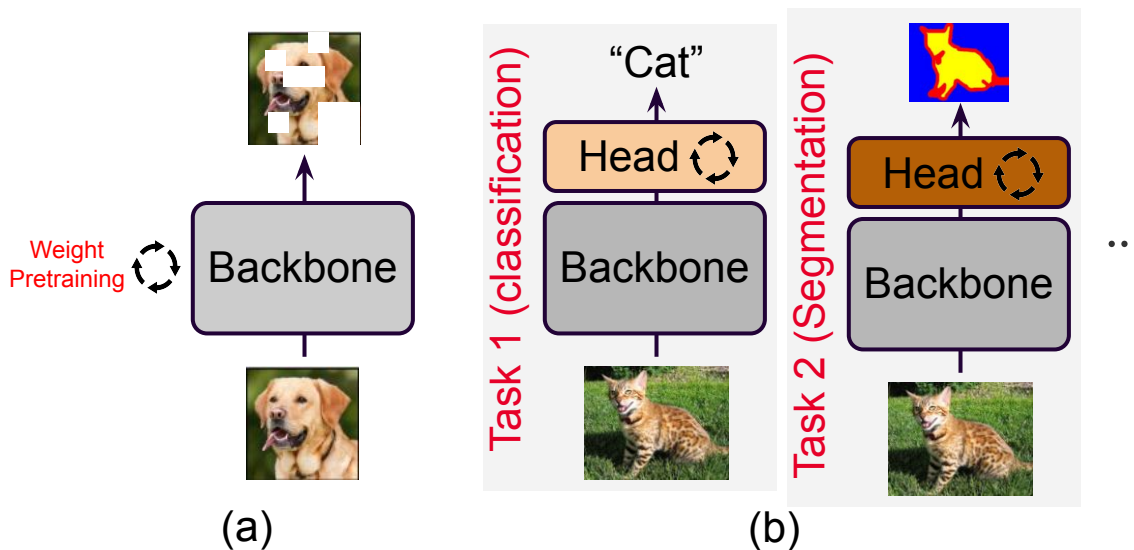 Weight
Pretraining
Backbone
(a)
Task 1 (classification)
“Cat”
Head
Backbone
Task 2 (Segmentation)
Head
Backbone
..
(b)